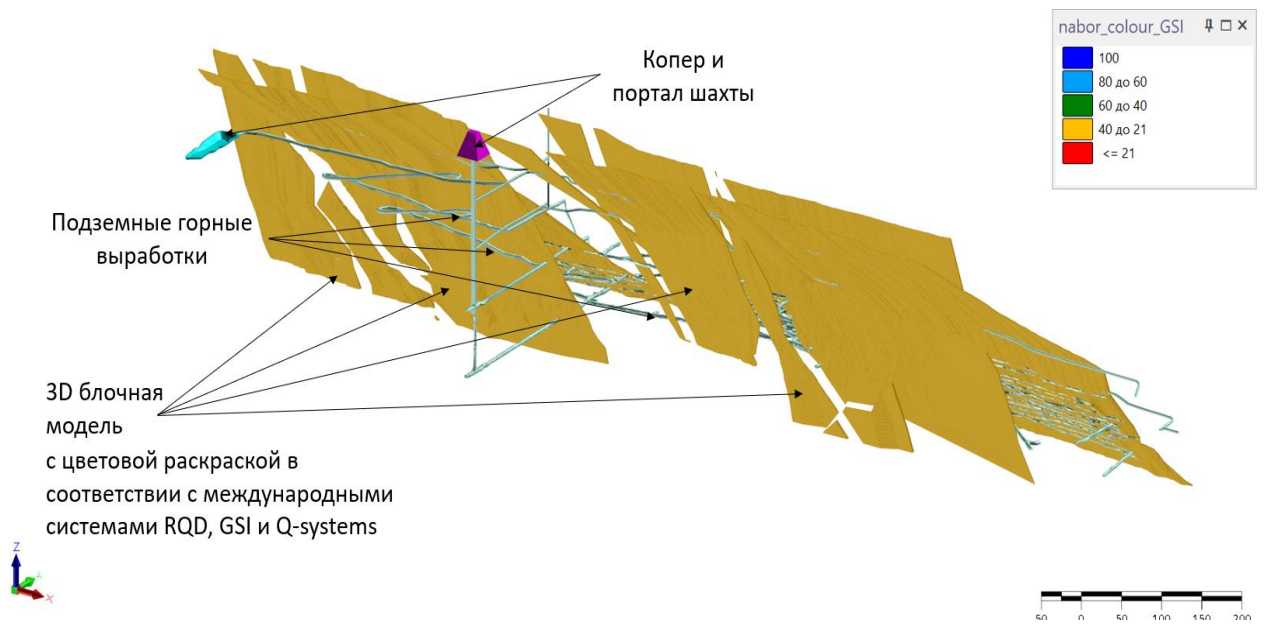 nabor_colour_GSI
100
80 до 60
60 до 40
40 до 21
<= 21
Копер и
портал шахты
Подземные горные
выработки
3D блочная
модель
с цветовой раскраской в
соответствии с международными
системами RQD, GSI и Q-systems
Z
X
50 0 50 100 150 200